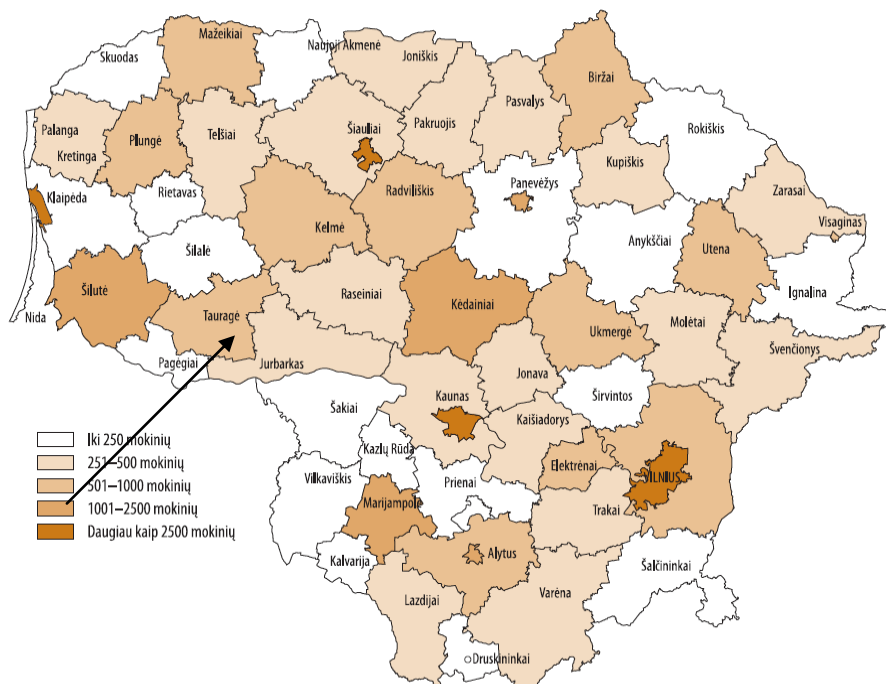 Mažeikiai
Skuodas
Naujoji Akmenė
Joniškis
Biržai
Palanga
Kretinga
Plungė
Telšiai
Šiauliai
Pakruojis
Pasvalys
Rokiškis
Kupiškis
Klaipėda
Rietavas
Radviliškis
Panevėžys
Zarasai
Visaginas
Šilalė
Kelmė
Anykščiai
Utena
Ignalina
Šilutė
Nida
Tauragė
Raseiniai
Kėdainiai
Ukmergė
Molėtai
Švenčionys
Pagėgiai
Jurbarkas
Jonava
Širvintos
Šakiai
Kaunas
Kaišiadorys
Kazlų Rūda
Vilkaviškis
Prienai
Elektrėnai
VILNIUS
Marijampolė
Trakai
Kalvarija
Alytus
Šalčininkai
Lazdijai
Varėna
Druskininkai
Iki 250 mokinių
251–500 mokinių
501–1000 mokinių
1001–2500 mokinių
Daugiau kaip 2500 mokinių